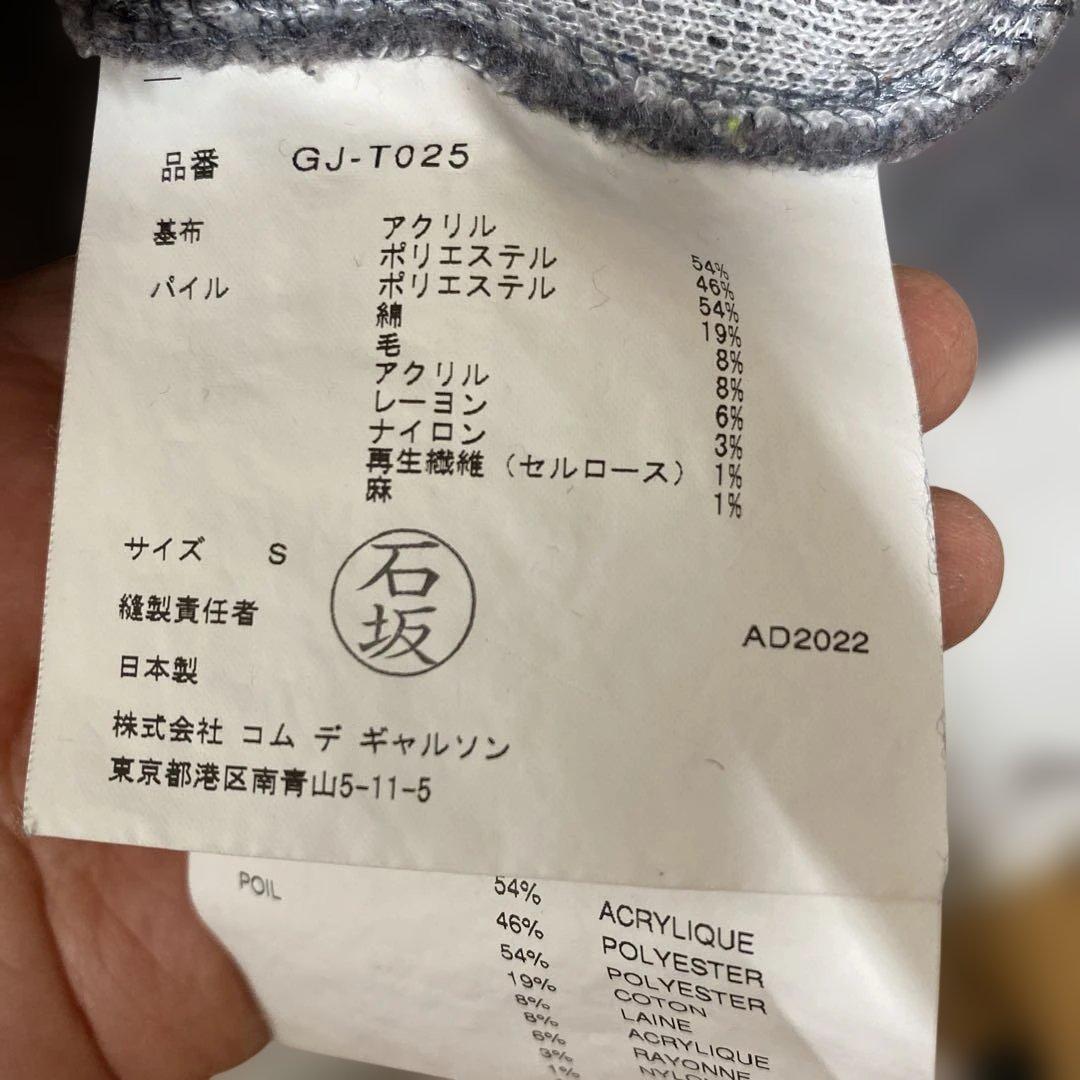 品番 GJ-T025
基布 アクリル 54%
ポリエステル 46%
パイル ポリエステル 54%
綿 19%
毛 8%
アクリル 8%
レーヨン 6%
ナイロン 3%
再生繊維(セルロース) 1%
麻 1%
サイズ S
縫製責任者 石坂
日本製
AD2022
株式会社 コム デ ギャルソン
東京都港区南青山5-11-5
POIL
54% ACRYLIQUE
46% POLYESTER
54% POLYESTER
19% COTON
8% LAINE
8% ACRYLIQUE
6% RAYONNE
3%
1%